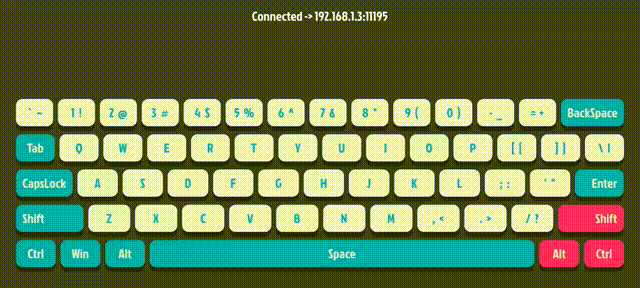 Connected -> 192.168.1.3:11195
` ~ 1 ! 2 @ 3 # 4 $ 5 % 6 ^ 7 & 8 * 9 ( 0 ) - _ = + BackSpace
Tab Q W E R T Y U I O P [ { ] } \ |
CapsLock A S D F G H J K L ; : ' " Enter
Shift Z X C V B N M , < . > / ? Shift
Ctrl Win Alt Space Alt Ctrl